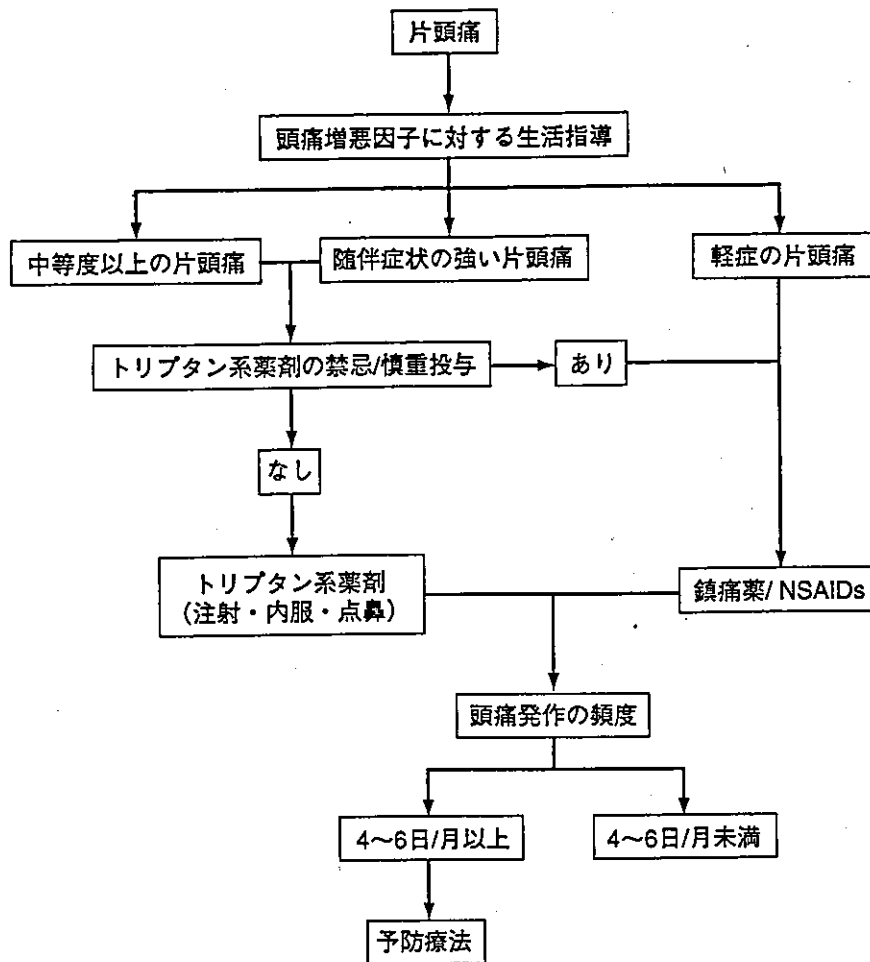 片頭痛
頭痛増悪因子に対する生活指導
中等度以上の片頭痛
随伴症状の強い片頭痛
軽症の片頭痛
トリプタン系薬剤の禁忌/慎重投与
あり
なし
トリプタン系薬剤
（注射・内服・点鼻）
鎮痛薬/ NSAIDs
頭痛発作の頻度
4〜6日/月以上
4〜6日/月未満
予防療法